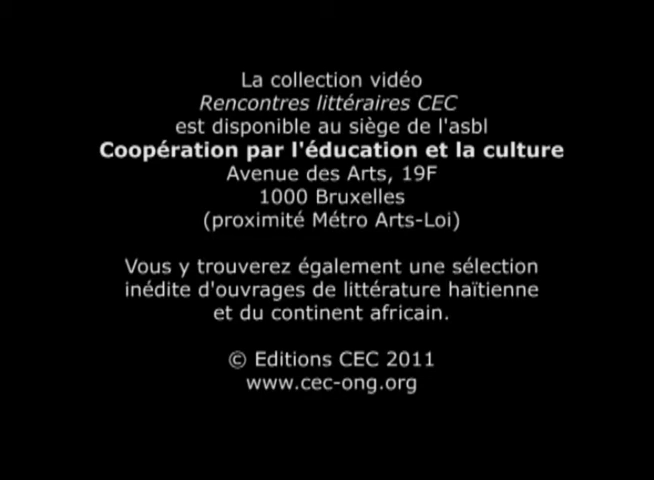 La collection vidéo
Rencontres littéraires CEC
est disponible au siège de l'asbl
Coopération par l'éducation et la culture
Avenue des Arts, 19F
1000 Bruxelles
(proximité Métro Arts-Loi)
Vous y trouverez également une sélection
inédite d'ouvrages de littérature haïtienne
et du continent africain.
© Editions CEC 2011
www.cec-ong.org